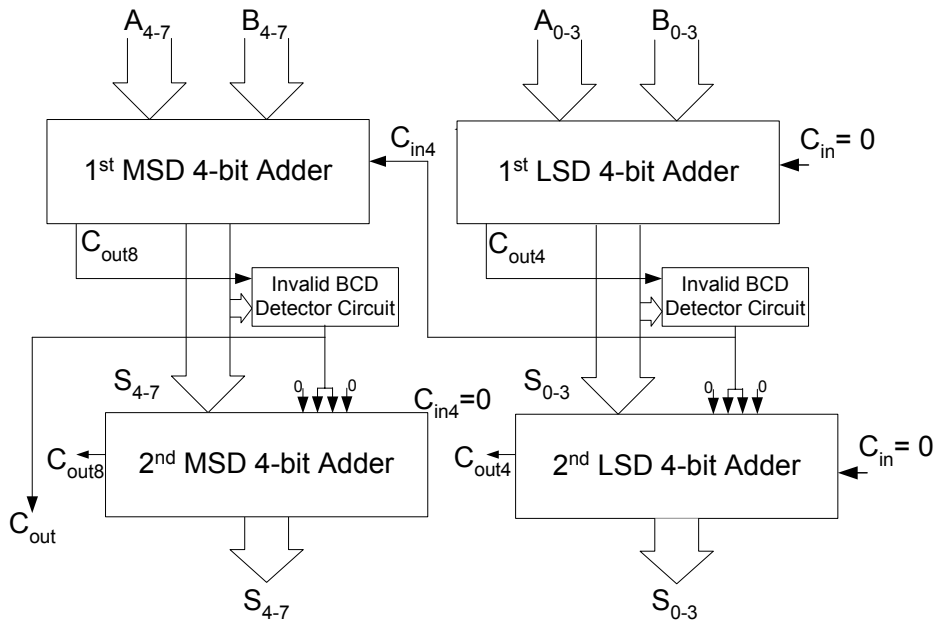 A4-7 B4-7 A0-3 B0-3
Cin4 Cin= 0
1st MSD 4-bit Adder 1st LSD 4-bit Adder
Cout8 Cout4
Invalid BCD
Detector Circuit
Invalid BCD
Detector Circuit
S4-7 0 0 S0-3 0 0
Cin4=0
Cin= 0
2nd MSD 4-bit Adder 2nd LSD 4-bit Adder
Cout8 Cout4
Cout
S4-7 S0-3